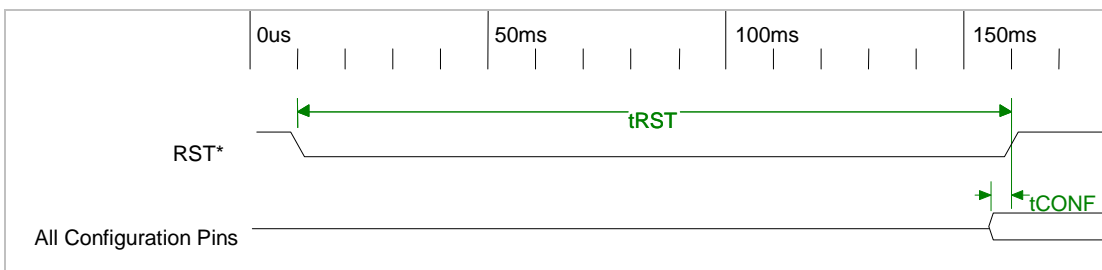 0us 50ms 100ms 150ms
tRST
RST*
tCONF
All Configuration Pins